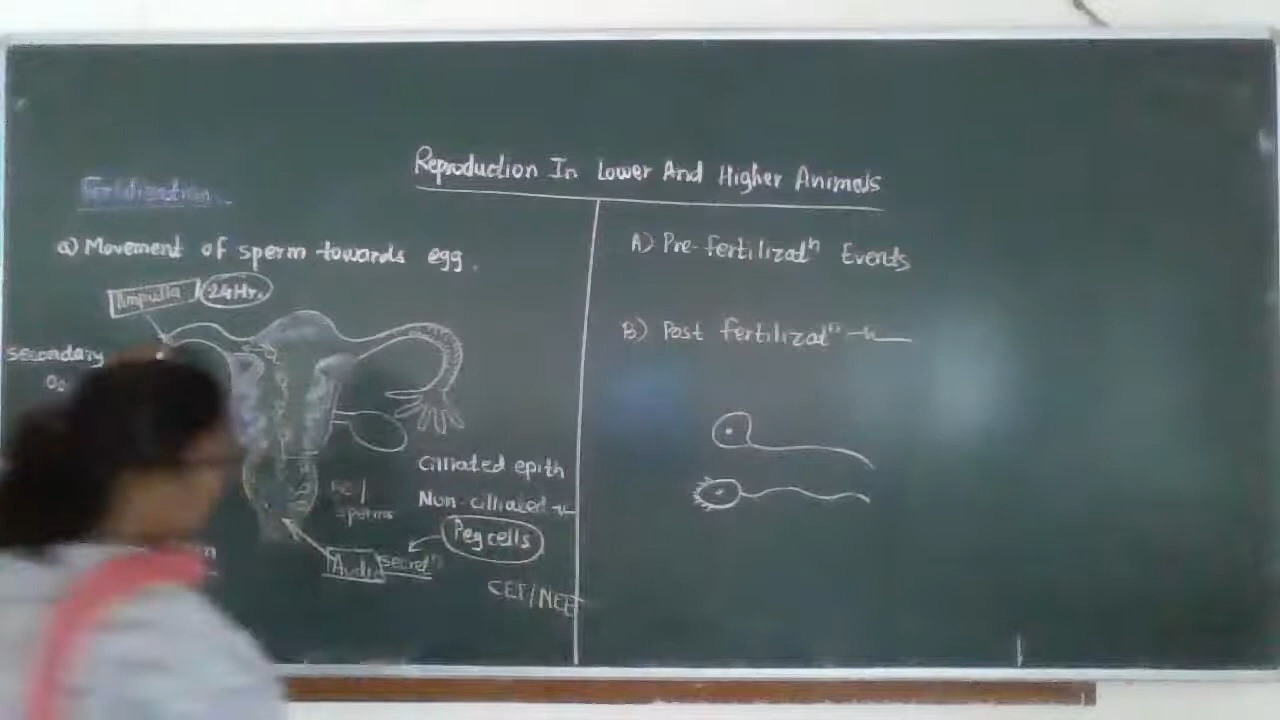 Reproduction In Lower And Higher Animals
Fertilization
a) Movement of sperm towards egg.
Ampulla 24Hr.
secondary
Cilliated epith
Non-cilliated
sperms
Peg cells
secretⁿ
CET/NEET
A) Pre-fertilizatⁿ Events
B) Post fertilizatⁿ —〃—